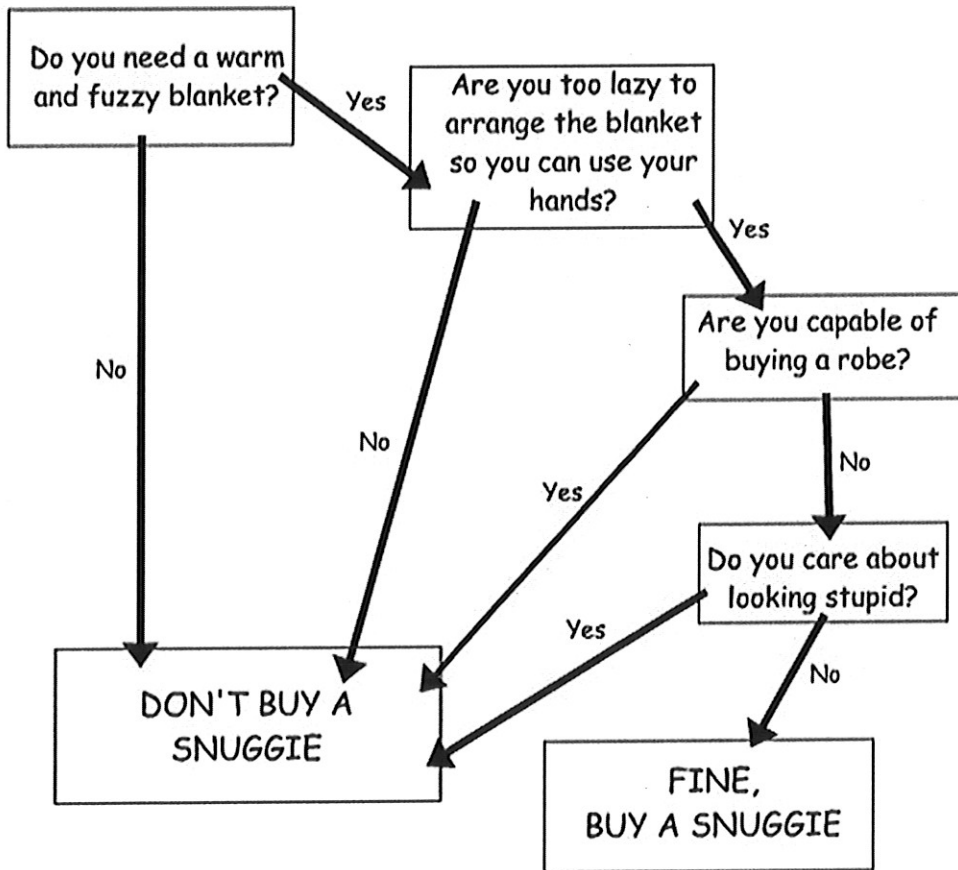 Do you need a warm
and fuzzy blanket?
Yes
Are you too lazy to
arrange the blanket
so you can use your
hands?
Yes
No
Are you capable of
buying a robe?
No
Yes
No
Do you care about
looking stupid?
Yes
No
DON'T BUY A
SNUGGIE
FINE,
BUY A SNUGGIE